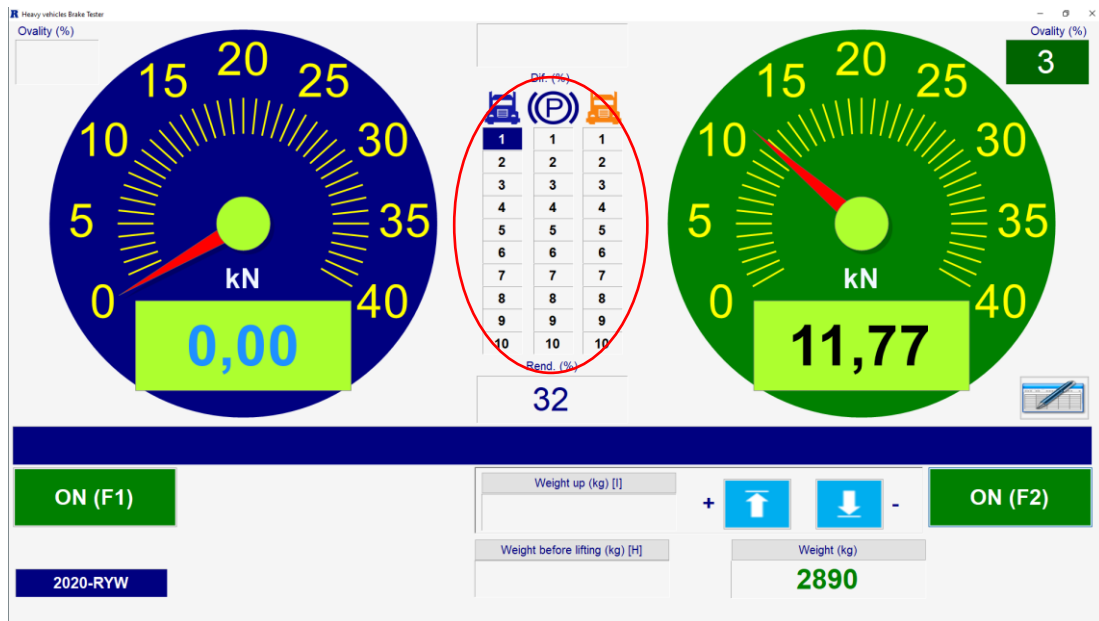 R Heavy vehicles Brake Tester
Ovality (%)
Ovality (%)
3
0
5
10
15
20
25
30
35
40
kN
0,00
Dif. (%)
P
1 1 1
2 2 2
3 3 3
4 4 4
5 5 5
6 6 6
7 7 7
8 8 8
9 9 9
10 10 10
Rend. (%)
32
0
5
10
15
20
25
30
35
40
kN
11,77
ON (F1)
Weight up (kg) [I]
+
-
ON (F2)
Weight before lifting (kg) [H]
Weight (kg)
2890
2020-RYW